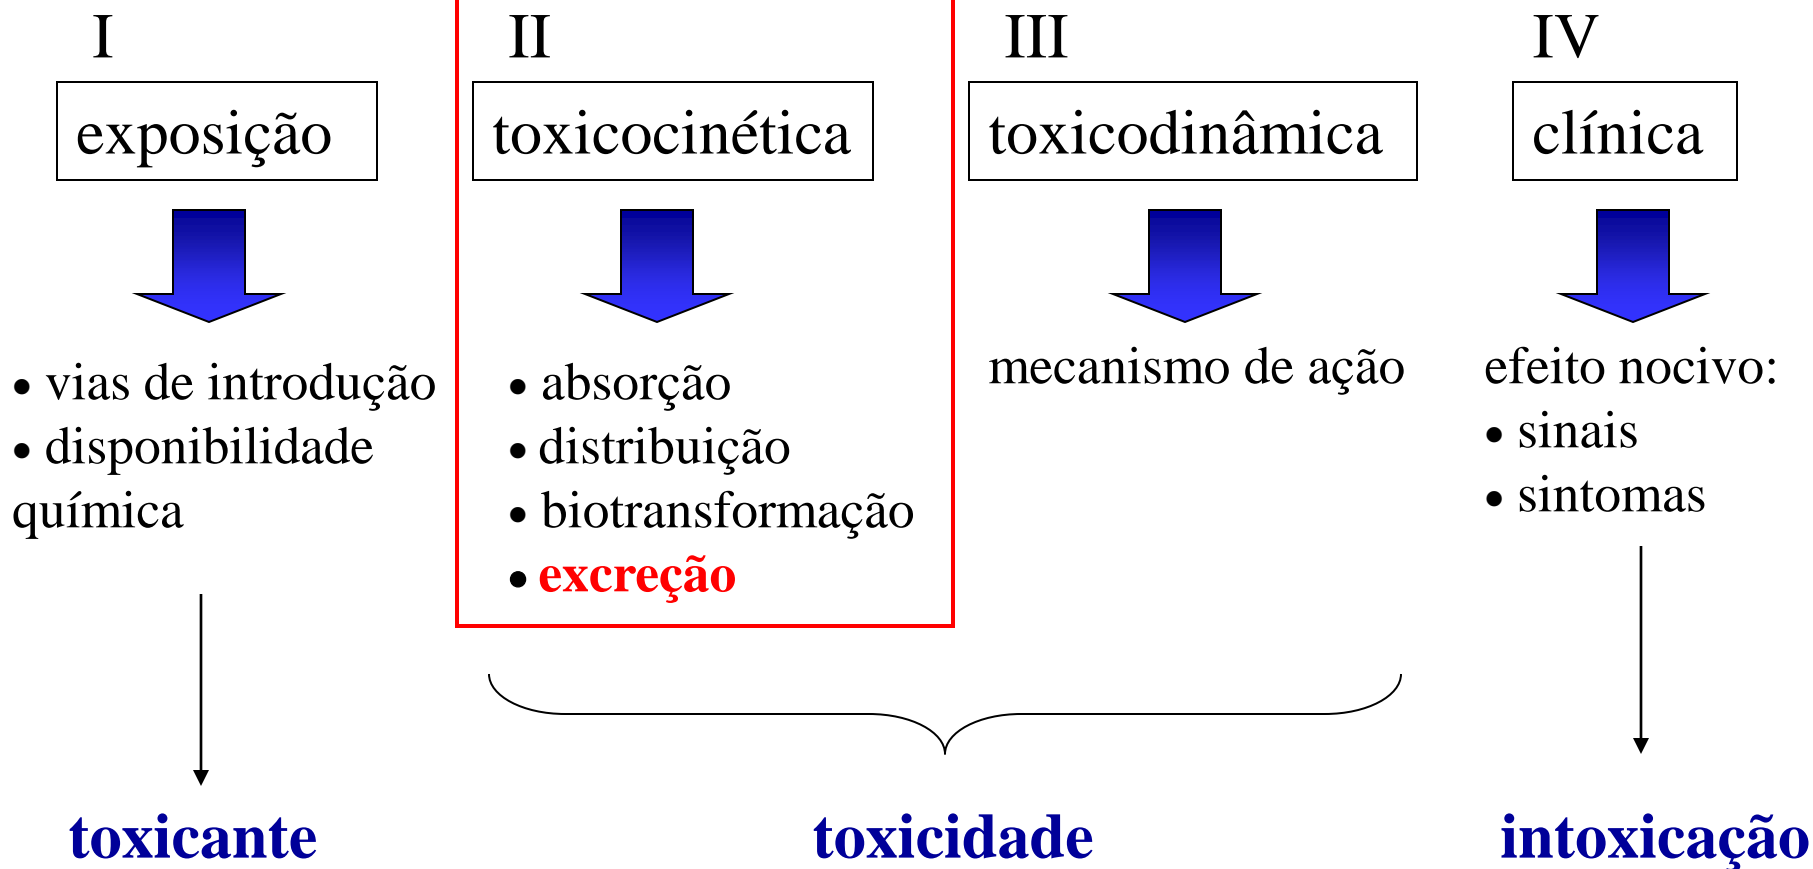 I
exposição
• vias de introdução
• disponibilidade
química
toxicante
II
toxicocinética
• absorção
• distribuição
• biotransformação
• excreção
III
toxicodinâmica
mecanismo de ação
toxicidade
IV
clínica
efeito nocivo:
• sinais
• sintomas
intoxicação